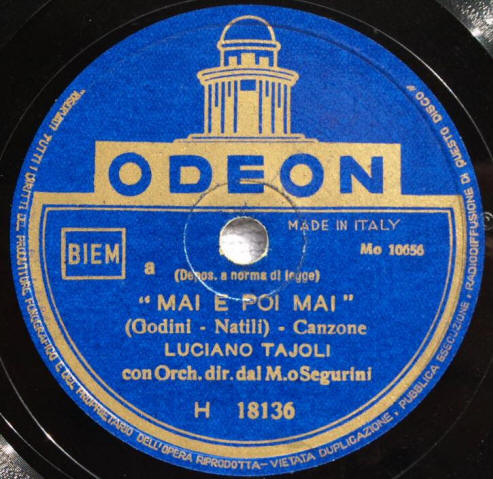 ODEON
MADE IN ITALY
BIEM
Mo 10656
a
(Depos. a norma di legge)
"MAI E POI MAI"
(Godini - Natili) - Canzone
LUCIANO TAJOLI
con Orch. dir. dal M.o Segurini
H 18136
"RISERVATI TUTTI I DIRITTI DEL PRODUTTORE FONOGRAFICO E DEL PROPRIETARIO DELL'OPERA RIPRODOTTA - VIETATA DUPLICAZIONE, PUBBLICA ESECUZIONE, RADIODIFFUSIONE DI QUESTO DISCO"